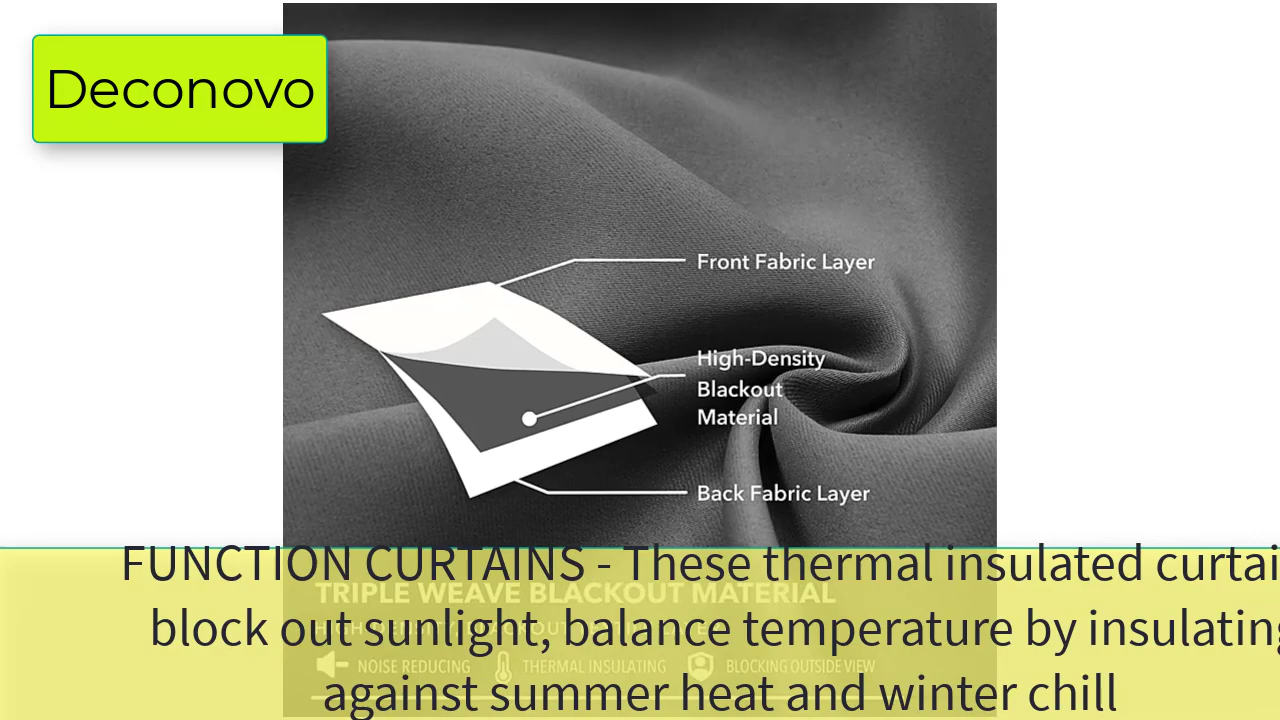 Deconovo
Front Fabric Layer
High-Density
Blackout
Material
Back Fabric Layer
FUNCTION CURTAINS - These thermal insulated curtai
TRIPLE WEAVE BLACKOUT MATERIAL
block out sunlight, balance temperature by insulating
NOISE REDUCING
THERMAL INSULATING
BLOCKING OUTSIDE VIEW
against summer heat and winter chill